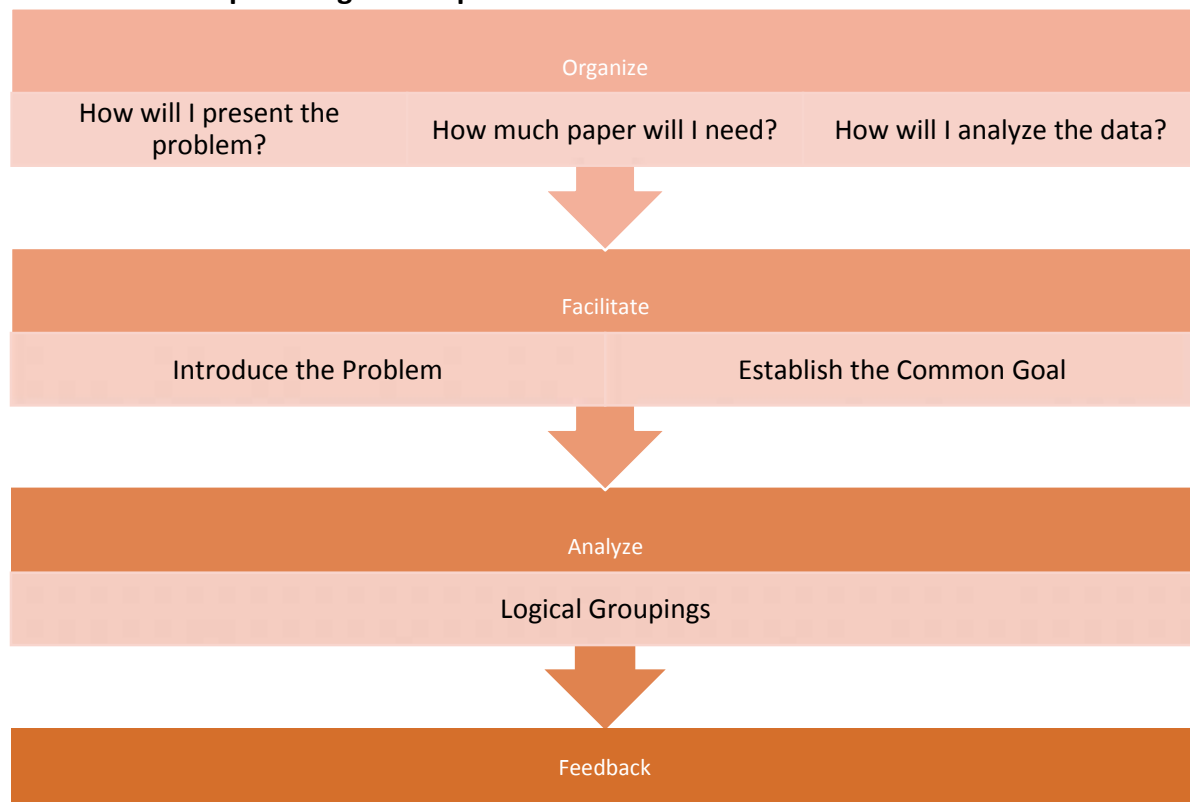 Organize
How will I present the
problem?
How much paper will I need?
How will I analyze the data?
Facilitate
Introduce the Problem
Establish the Common Goal
Analyze
Logical Groupings
Feedback